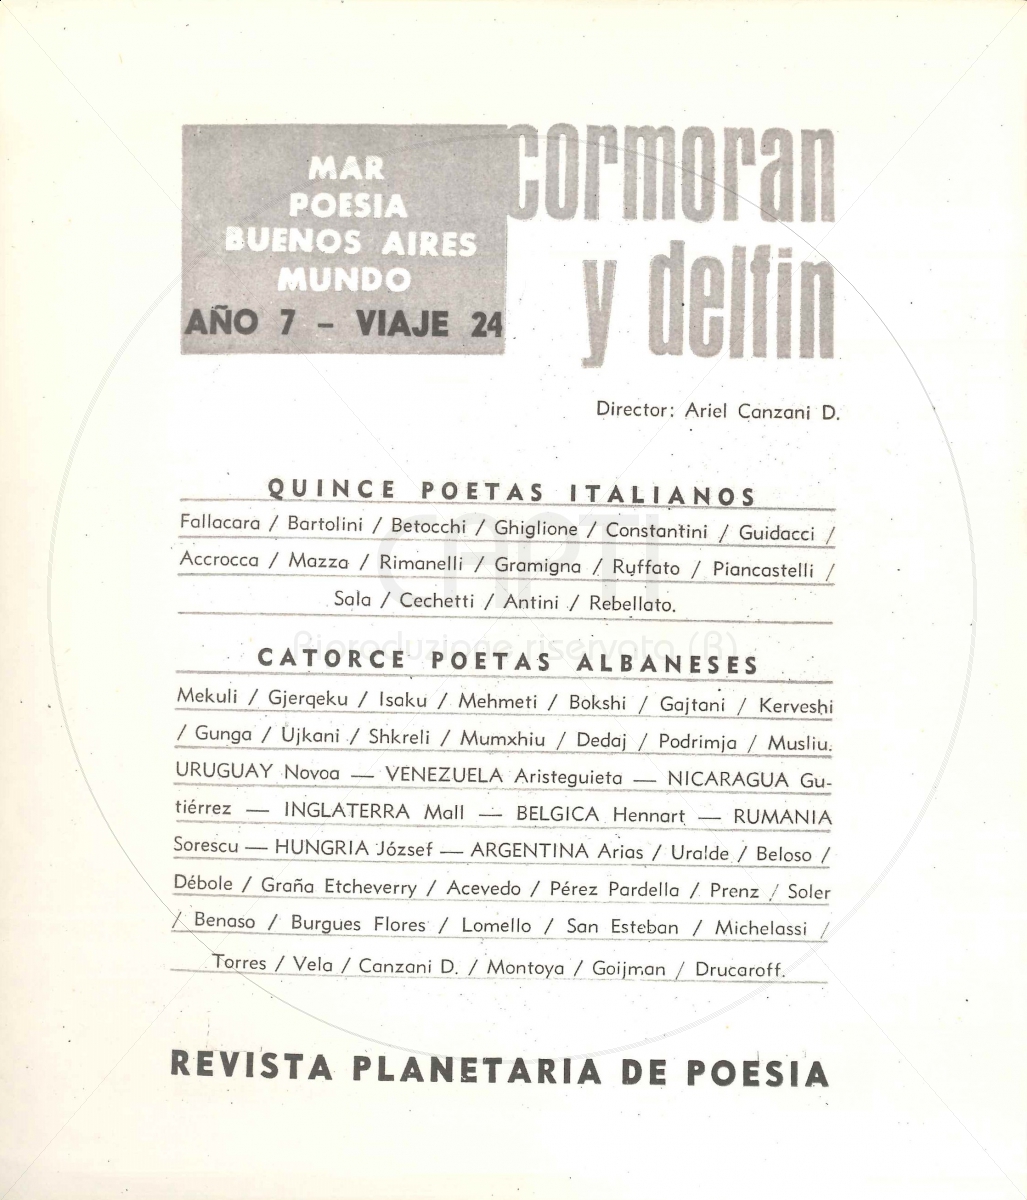 MAR
POESIA
BUENOS AIRES
MUNDO
AÑO 7 - VIAJE 24
cormoran
y delfin
Director: Ariel Canzani D.
QUINCE POETAS ITALIANOS
Fallacara / Bartolini / Betocchi / Ghiglione / Constantini / Guidacci /
Accrocca / Mazza / Rimanelli / Gramigna / Ruffato / Piancastelli /
Sala / Cechetti / Antini / Rebellato.
CAPTI
Riproduzione riservata (β)
CATORCE POETAS ALBANESES
Mekuli / Gjerqeku / Isaku / Mehmeti / Bokshi / Gajtani / Kerveshi
/ Gunga / Ujkani / Shkreli / Mumxhiu / Dedaj / Podrimja / Musliu.
URUGUAY Novoa — VENEZUELA Aristeguieta — NICARAGUA Gu-
tiérrez — INGLATERRA Mall — BELGICA Hennart — RUMANIA
Sorescu — HUNGRIA József — ARGENTINA Arias / Uralde / Beloso /
Débole / Graña Etcheverry / Acevedo / Pérez Pardella / Prenz / Soler
/ Benaso / Burgues Flores / Lomello / San Esteban / Michelassi /
Torres / Vela / Canzani D. / Montoya / Goijman / Drucaroff.
REVISTA PLANETARIA DE POESIA